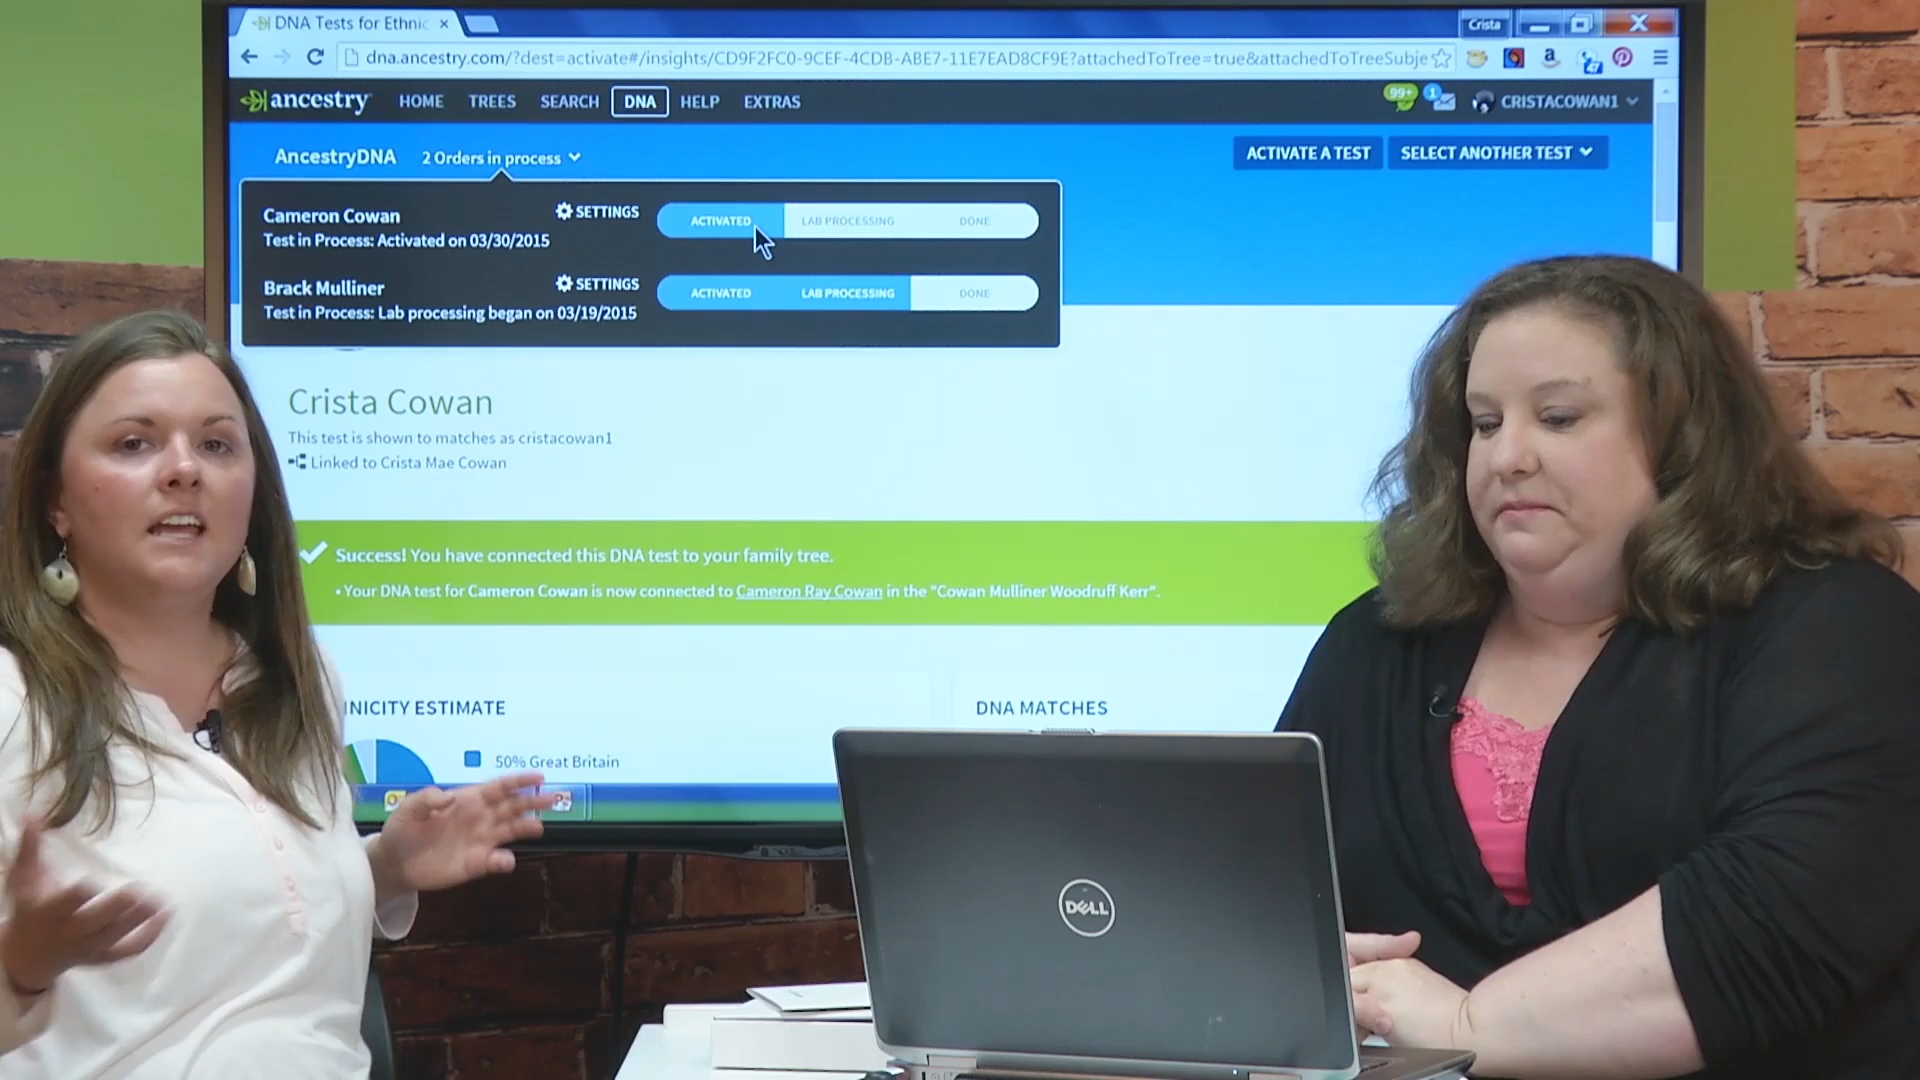 DNA Tests for Ethnic
Crista
dna.ancestry.com/?dest=activate#/insights/CD9F2FC0-9CEF-4CDB-ABE7-11E7EAD8CF9E?attachedToTree=true&attachedToTreeSubje
47
ancestry HOME TREES SEARCH DNA HELP EXTRAS 99+ 1 CRISTACOWAN1
AncestryDNA 2 Orders in process ACTIVATE A TEST SELECT ANOTHER TEST
Cameron Cowan SETTINGS ACTIVATED LAB PROCESSING DONE
Test in Process: Activated on 03/30/2015
Brack Mulliner SETTINGS ACTIVATED LAB PROCESSING DONE
Test in Process: Lab processing began on 03/19/2015
Crista Cowan
This test is shown to matches as cristacowan1
Linked to Crista Mae Cowan
Success! You have connected this DNA test to your family tree.
• Your DNA test for Cameron Cowan is now connected to Cameron Ray Cowan in the "Cowan Mulliner Woodruff Kerr".
INICITY ESTIMATE DNA MATCHES
50% Great Britain
DELL